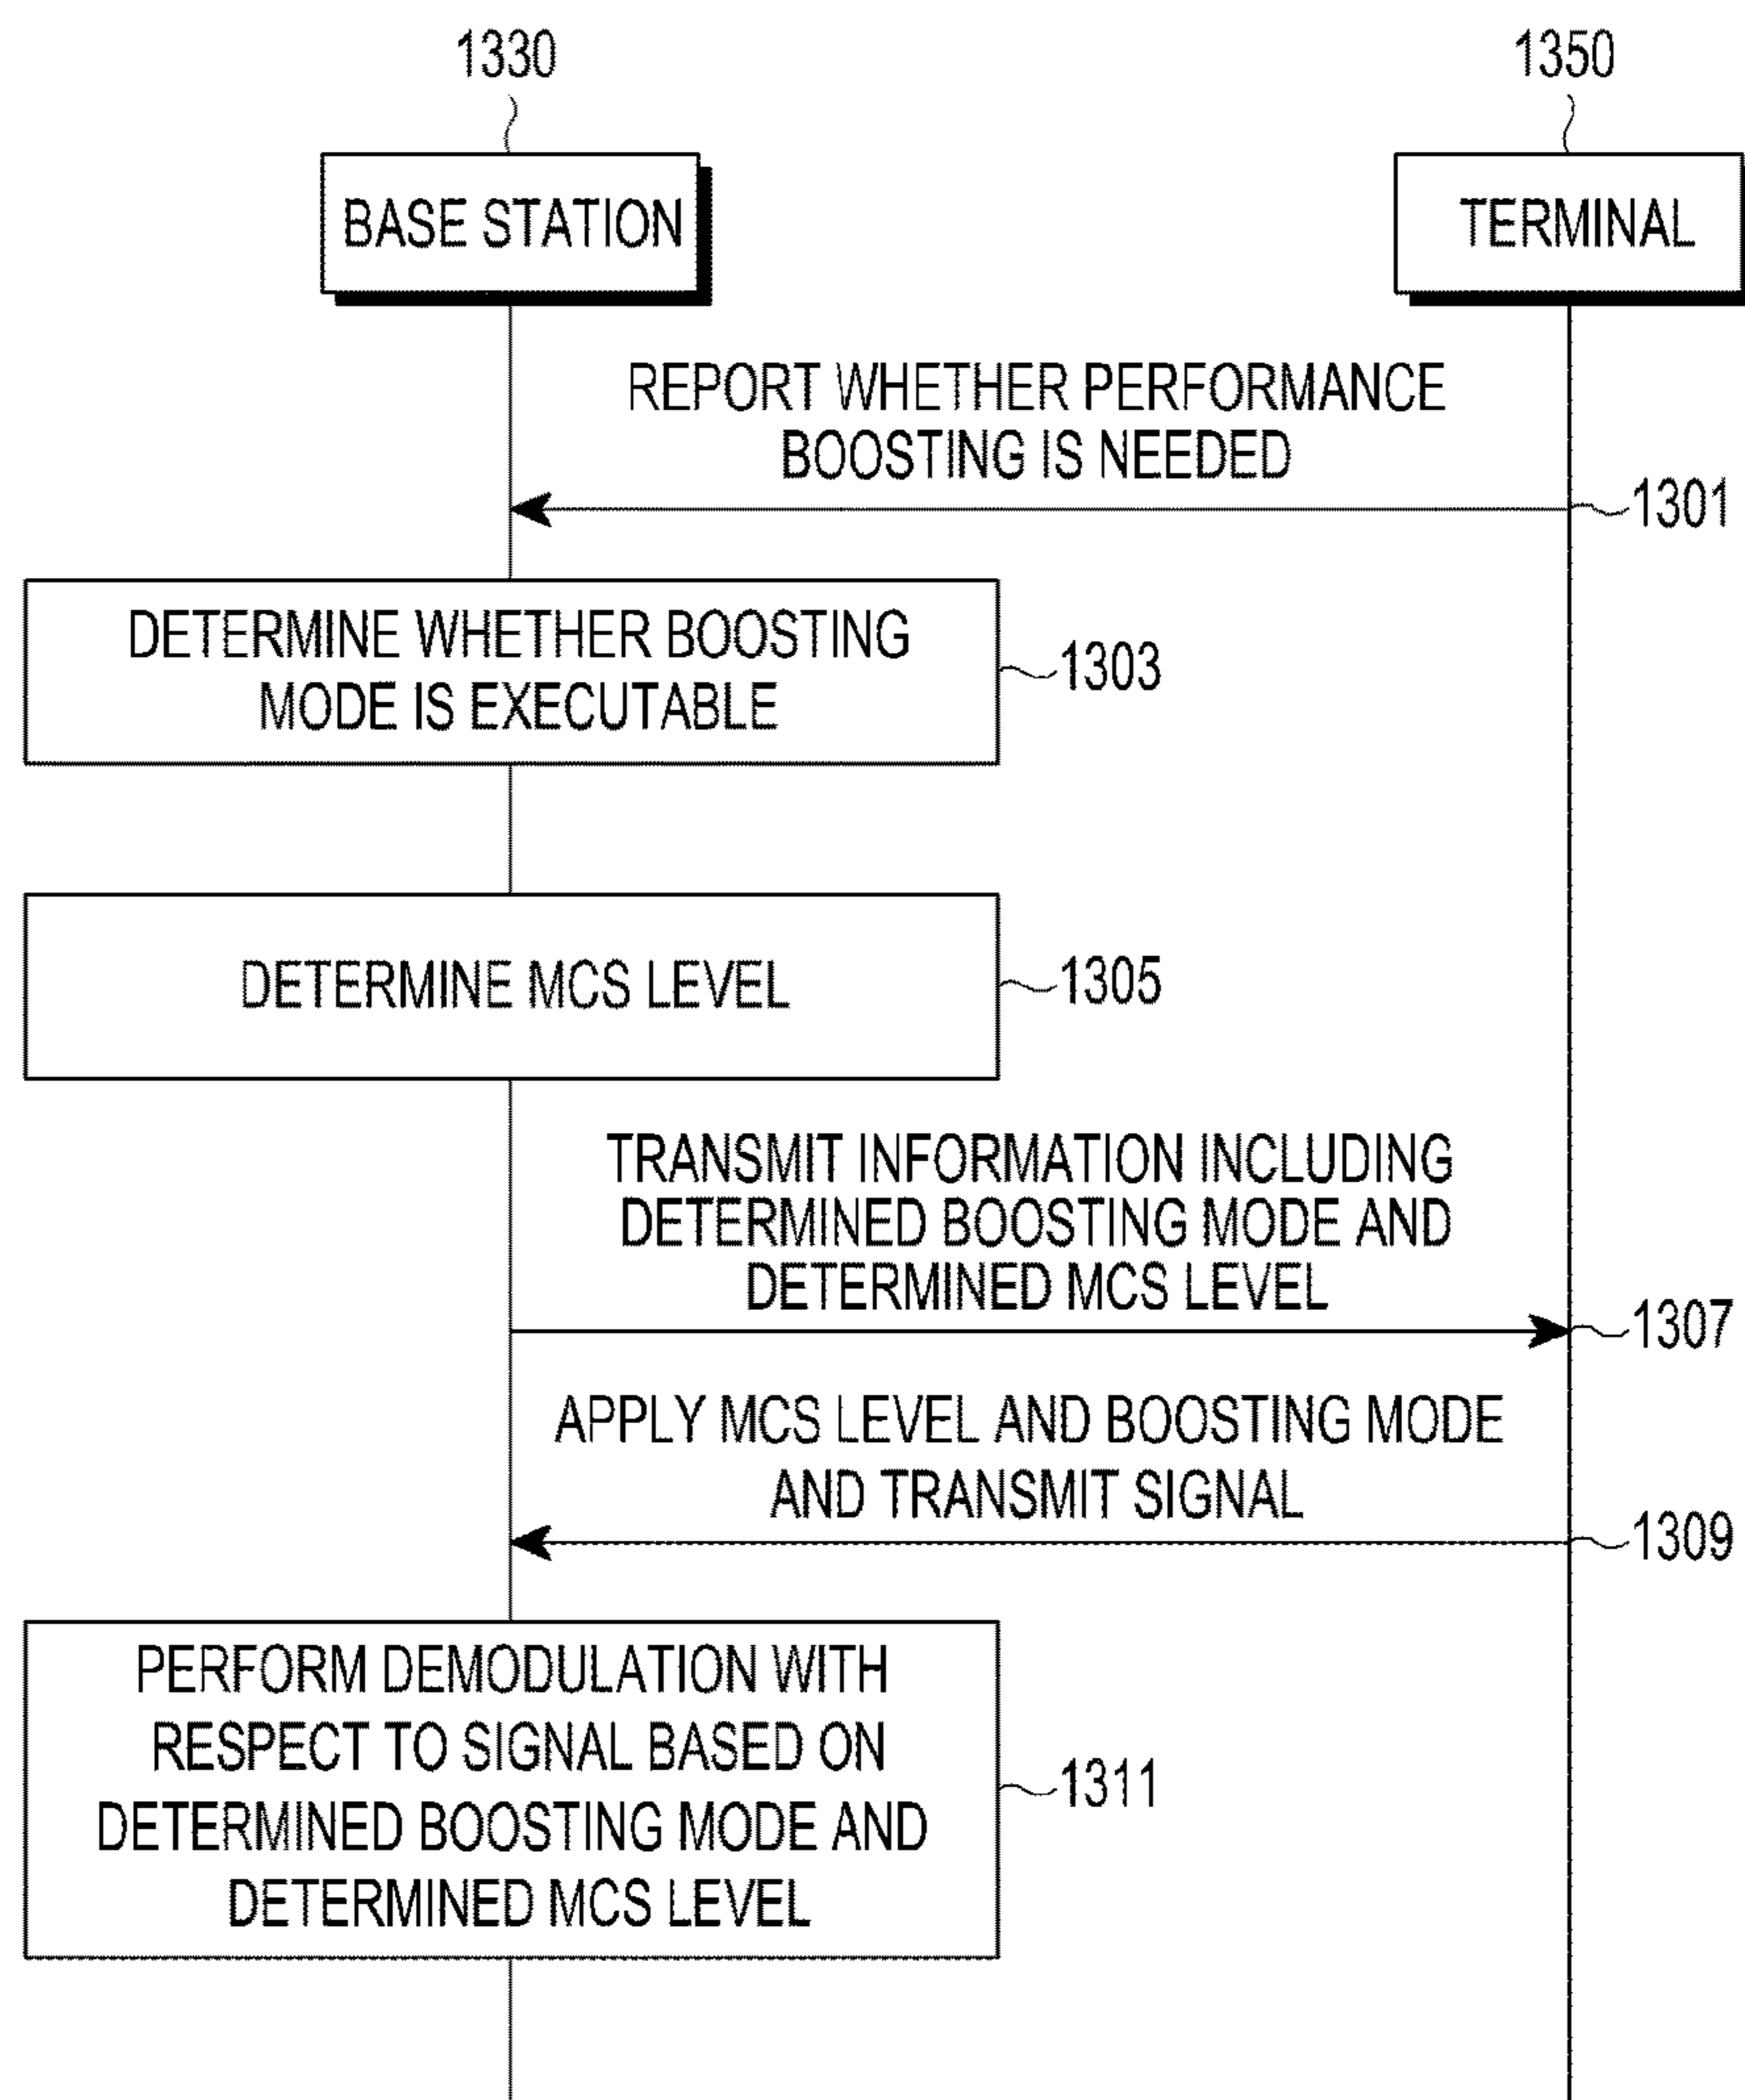 1330
1350
BASE STATION
TERMINAL
REPORT WHETHER PERFORMANCE
BOOSTING IS NEEDED
1301
DETERMINE WHETHER BOOSTING
MODE IS EXECUTABLE
1303
DETERMINE MCS LEVEL
1305
TRANSMIT INFORMATION INCLUDING
DETERMINED BOOSTING MODE AND
DETERMINED MCS LEVEL
1307
APPLY MCS LEVEL AND BOOSTING MODE
AND TRANSMIT SIGNAL
1309
PERFORM DEMODULATION WITH
RESPECT TO SIGNAL BASED ON
DETERMINED BOOSTING MODE AND
DETERMINED MCS LEVEL
1311